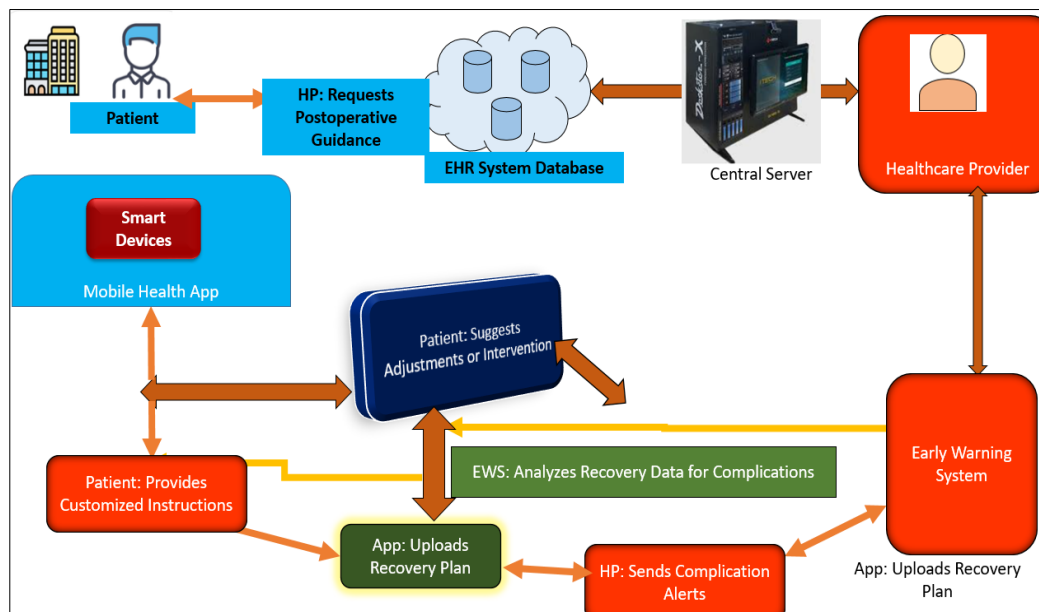 Patient
HP: Requests
Postoperative
Guidance
EHR System Database
Central Server
Healthcare Provider
Smart
Devices
Mobile Health App
Patient: Suggests
Adjustments or Intervention
EWS: Analyzes Recovery Data for Complications
Early Warning
System
Patient: Provides
Customized Instructions
App: Uploads
Recovery Plan
HP: Sends Complication
Alerts
App: Uploads Recovery
Plan